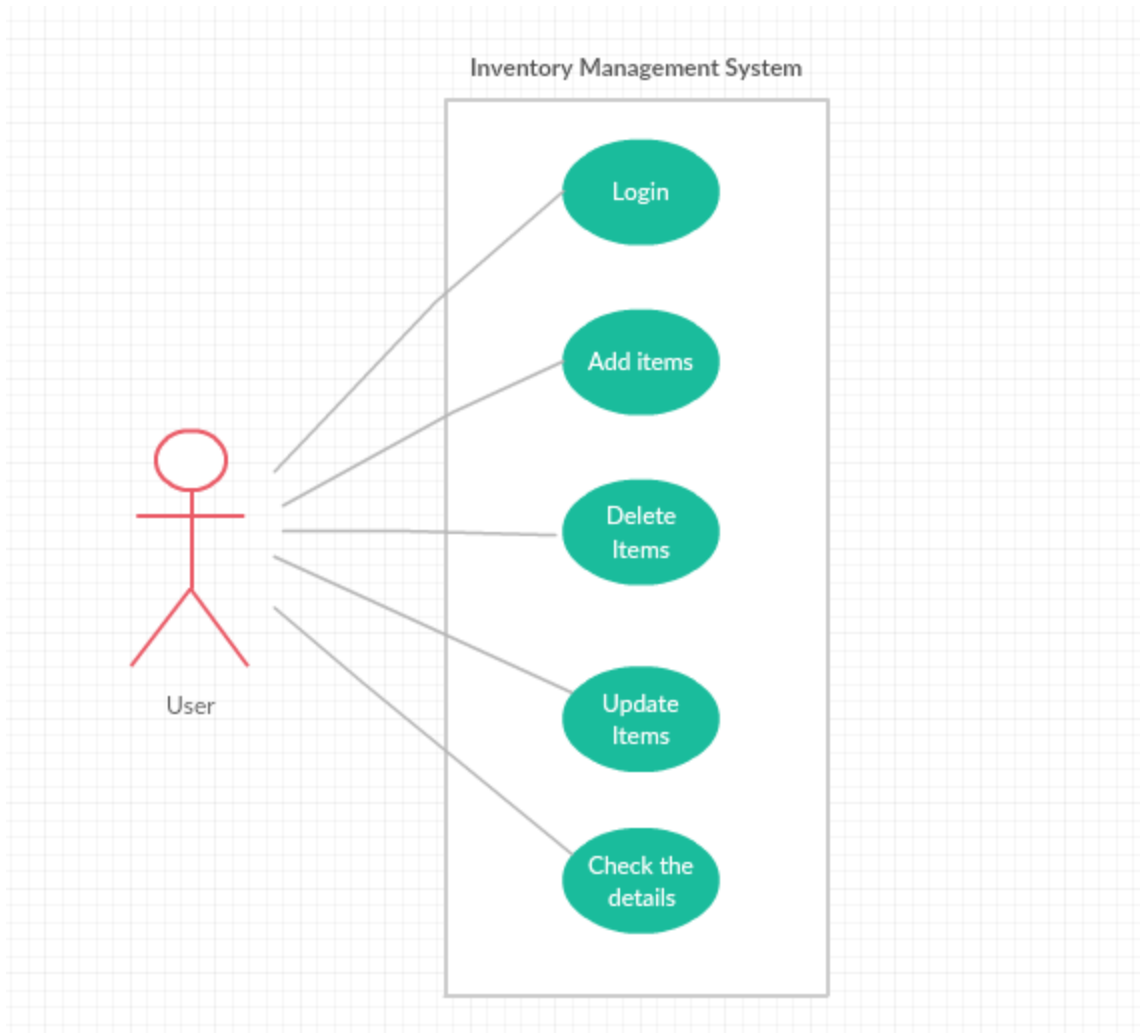 Inventory Management System
Login
Add items
Delete
Items
Update
Items
Check the
details
User